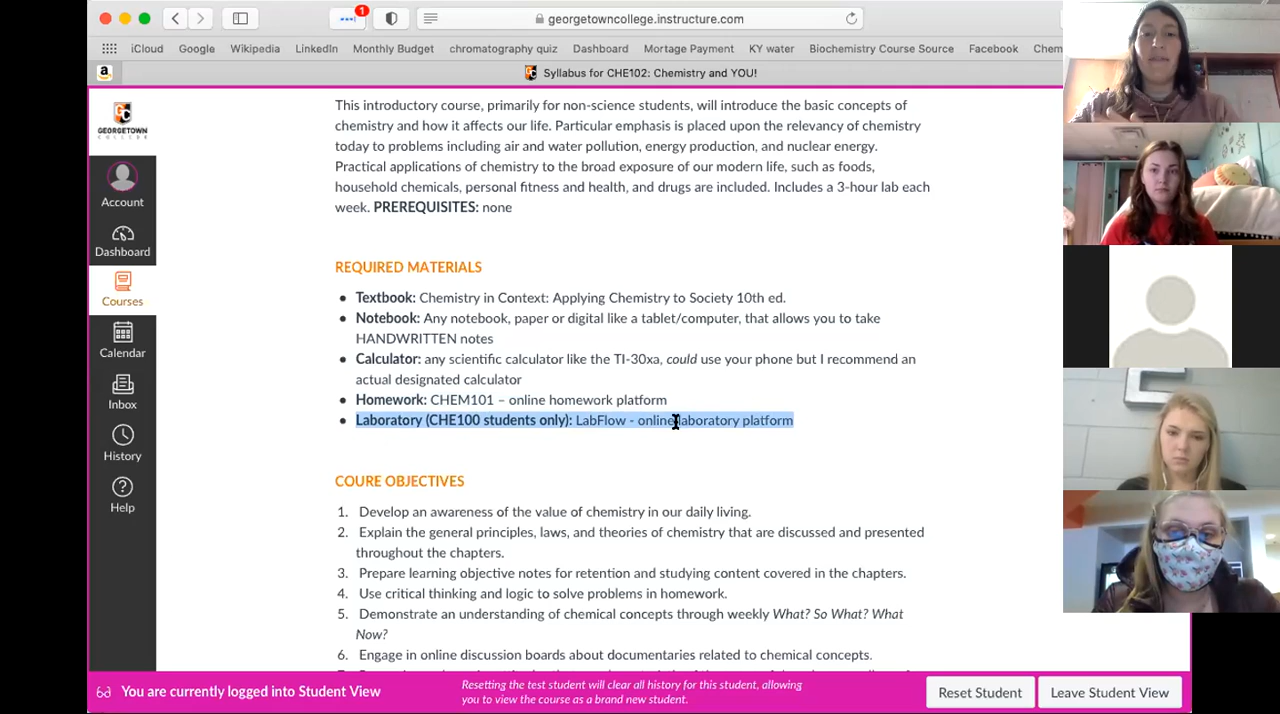 1
georgetowncollege.instructure.com
iCloud Google Wikipedia LinkedIn Monthly Budget chromatography quiz Dashboard Mortage Payment KY water Biochemistry Course Source Facebook Chem
a
Syllabus for CHE102: Chemistry and YOU!
GC
GEORGETOWN
COLLEGE
Account
Dashboard
Courses
Calendar
Inbox
History
Help
This introductory course, primarily for non-science students, will introduce the basic concepts of
chemistry and how it affects our life. Particular emphasis is placed upon the relevancy of chemistry
today to problems including air and water pollution, energy production, and nuclear energy.
Practical applications of chemistry to the broad exposure of our modern life, such as foods,
household chemicals, personal fitness and health, and drugs are included. Includes a 3-hour lab each
week. PREREQUISITES: none
REQUIRED MATERIALS
• Textbook: Chemistry in Context: Applying Chemistry to Society 10th ed.
• Notebook: Any notebook, paper or digital like a tablet/computer, that allows you to take
HANDWRITTEN notes
• Calculator: any scientific calculator like the TI-30xa, could use your phone but I recommend an
actual designated calculator
• Homework: CHEM101 – online homework platform
• Laboratory (CHE100 students only): LabFlow - online laboratory platform
COURE OBJECTIVES
1. Develop an awareness of the value of chemistry in our daily living.
2. Explain the general principles, laws, and theories of chemistry that are discussed and presented
throughout the chapters.
3. Prepare learning objective notes for retention and studying content covered in the chapters.
4. Use critical thinking and logic to solve problems in homework.
5. Demonstrate an understanding of chemical concepts through weekly What? So What? What
Now?
6. Engage in online discussion boards about documentaries related to chemical concepts.
You are currently logged into Student View
Resetting the test student will clear all history for this student, allowing
you to view the course as a brand new student.
Reset Student
Leave Student View